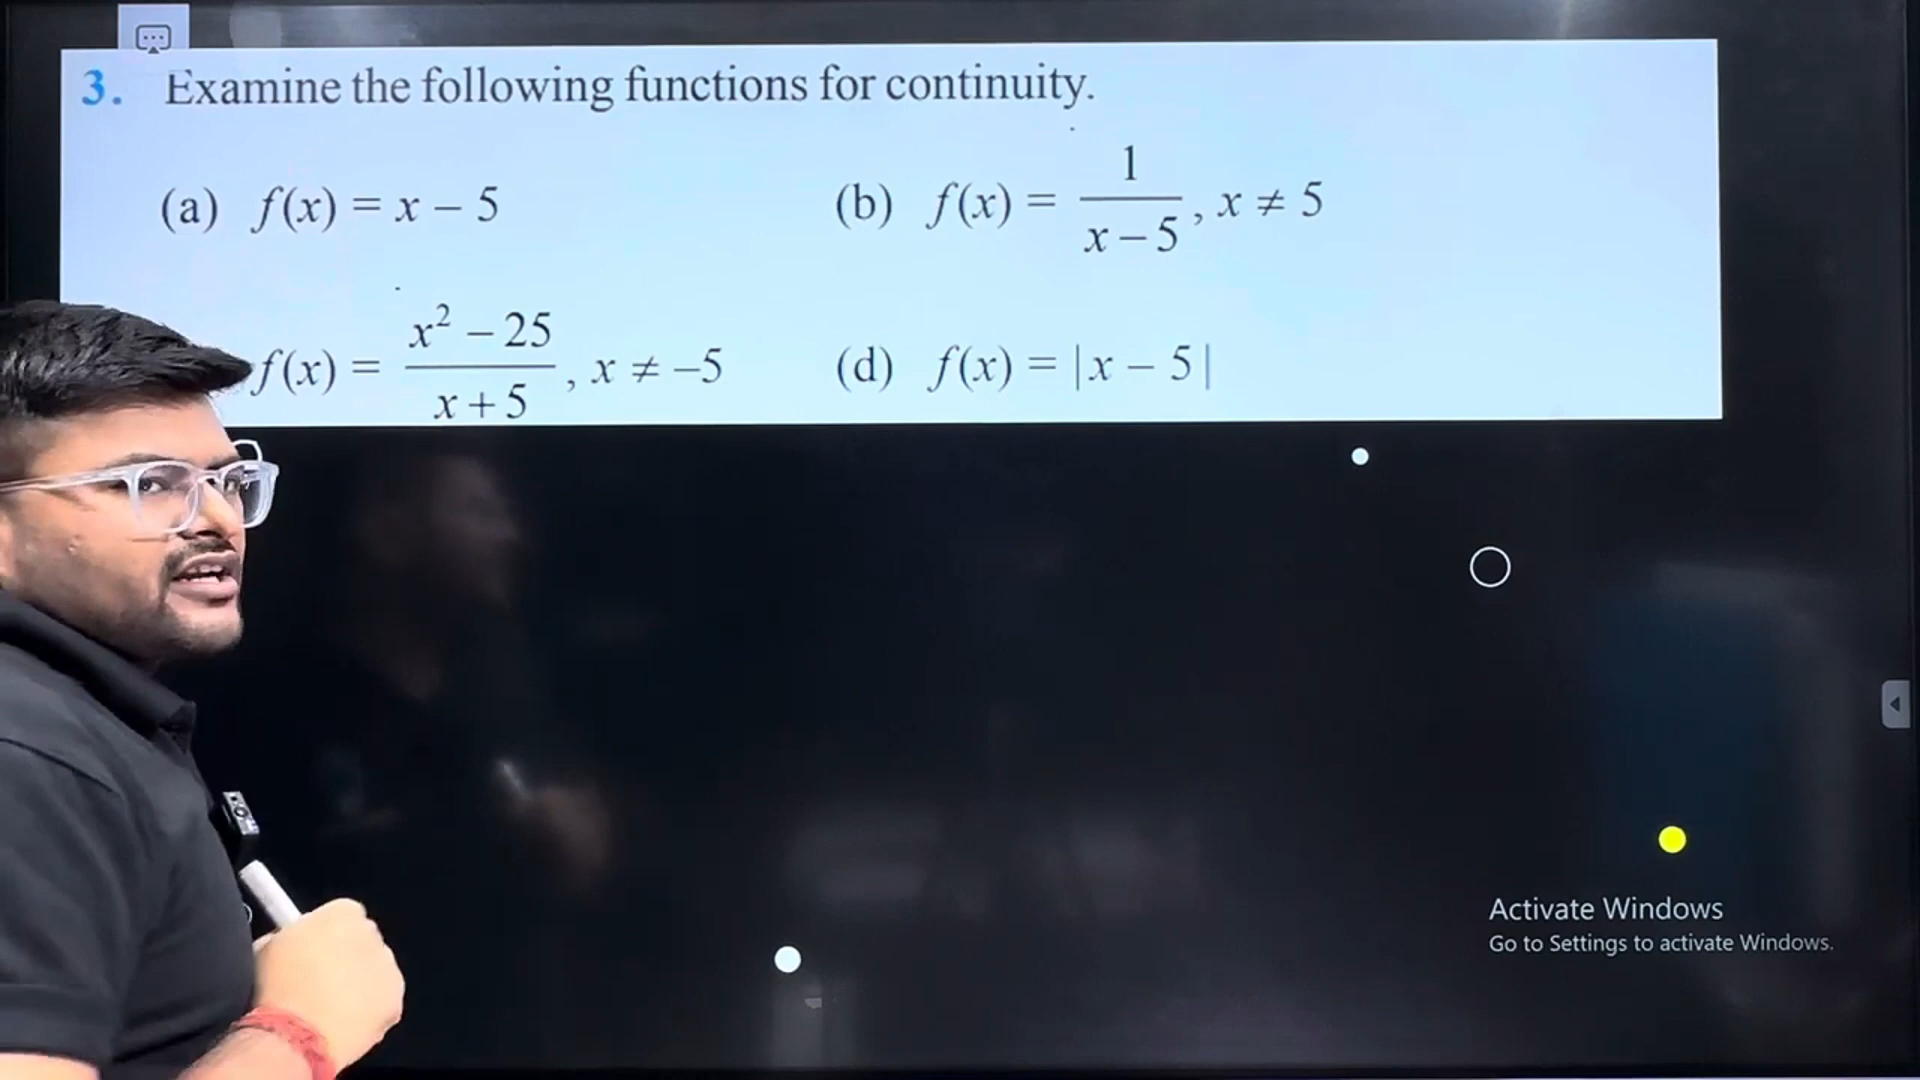 3. Examine the following functions for continuity.
(a) f(x) = x – 5
(b) f(x) = 1/(x – 5), x ≠ 5
f(x) = (x² – 25)/(x + 5), x ≠ –5
(d) f(x) = |x – 5|
Activate Windows
Go to Settings to activate Windows.